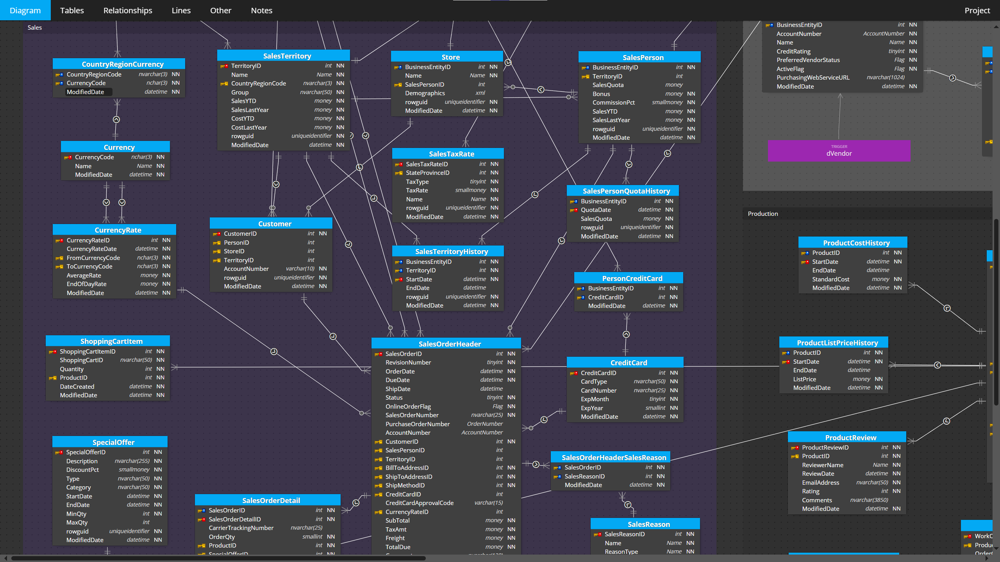 Diagram Tables Relationships Lines Other Notes Project
Sales
CountryRegionCurrency
CountryRegionCode nvarchar(3) NN
CurrencyCode nchar(3) NN
ModifiedDate datetime NN
Currency
CurrencyCode nchar(3) NN
Name Name NN
ModifiedDate datetime NN
CurrencyRate
CurrencyRateID int NN
CurrencyRateDate datetime NN
FromCurrencyCode nchar(3) NN
ToCurrencyCode nchar(3) NN
AverageRate money NN
EndOfDayRate money NN
ModifiedDate datetime NN
ShoppingCartItem
ShoppingCartItemID int NN
ShoppingCartID nvarchar(50) NN
Quantity int NN
ProductID int NN
DateCreated datetime NN
ModifiedDate datetime NN
SpecialOffer
SpecialOfferID int NN
Description nvarchar(255) NN
DiscountPct smallmoney NN
Type nvarchar(50) NN
Category nvarchar(50) NN
StartDate datetime NN
EndDate datetime NN
MinQty int NN
MaxQty int
rowguid uniqueidentifier NN
ModifiedDate datetime NN
SalesTerritory
TerritoryID int NN
Name Name NN
CountryRegionCode nvarchar(3) NN
Group nvarchar(50) NN
SalesYTD money NN
SalesLastYear money NN
CostYTD money NN
CostLastYear money NN
rowguid uniqueidentifier NN
ModifiedDate datetime NN
Customer
CustomerID int NN
PersonID int
StoreID int
TerritoryID int
AccountNumber varchar(10) NN
rowguid uniqueidentifier NN
ModifiedDate datetime NN
SalesOrderDetail
SalesOrderID int NN
SalesOrderDetailID int NN
CarrierTrackingNumber nvarchar(25)
OrderQty smallint NN
ProductID int NN
SpecialOfferID int NN
Store
BusinessEntityID int NN
Name Name NN
SalesPersonID int
Demographics xml
rowguid uniqueidentifier NN
ModifiedDate datetime NN
SalesTaxRate
SalesTaxRateID int NN
StateProvinceID int NN
TaxType tinyint NN
TaxRate smallmoney NN
Name Name NN
rowguid uniqueidentifier NN
ModifiedDate datetime NN
SalesTerritoryHistory
BusinessEntityID int NN
TerritoryID int NN
StartDate datetime NN
EndDate datetime
rowguid uniqueidentifier NN
ModifiedDate datetime NN
SalesOrderHeader
SalesOrderID int NN
RevisionNumber tinyint NN
OrderDate datetime NN
DueDate datetime NN
ShipDate datetime
Status tinyint NN
OnlineOrderFlag Flag NN
SalesOrderNumber nvarchar(25) NN
PurchaseOrderNumber OrderNumber
AccountNumber AccountNumber
CustomerID int NN
SalesPersonID int
TerritoryID int
BillToAddressID int NN
ShipToAddressID int NN
ShipMethodID int NN
CreditCardID int
CreditCardApprovalCode varchar(15)
CurrencyRateID int
SubTotal money NN
TaxAmt money NN
Freight money NN
TotalDue money NN
SalesPerson
BusinessEntityID int NN
TerritoryID int
SalesQuota money
Bonus money NN
CommissionPct smallmoney NN
SalesYTD money NN
SalesLastYear money NN
rowguid uniqueidentifier NN
ModifiedDate datetime NN
SalesPersonQuotaHistory
BusinessEntityID int NN
QuotaDate datetime NN
SalesQuota money NN
rowguid uniqueidentifier NN
ModifiedDate datetime NN
PersonCreditCard
BusinessEntityID int NN
CreditCardID int NN
ModifiedDate datetime NN
CreditCard
CreditCardID int NN
CardType nvarchar(50) NN
CardNumber nvarchar(25) NN
ExpMonth tinyint NN
ExpYear smallint NN
ModifiedDate datetime NN
SalesOrderHeaderSalesReason
SalesOrderID int NN
SalesReasonID int NN
ModifiedDate datetime NN
SalesReason
SalesReasonID int NN
Name Name NN
ReasonType Name NN
BusinessEntityID int NN
AccountNumber AccountNumber NN
Name Name NN
CreditRating tinyint NN
PreferredVendorStatus Flag NN
ActiveFlag Flag NN
PurchasingWebServiceURL nvarchar(1024)
ModifiedDate datetime NN
TRIGGER
dVendor
Production
ProductCostHistory
ProductID int NN
StartDate datetime NN
EndDate datetime
StandardCost money NN
ModifiedDate datetime NN
ProductListPriceHistory
ProductID int NN
StartDate datetime NN
EndDate datetime
ListPrice money NN
ModifiedDate datetime NN
ProductReview
ProductReviewID int NN
ProductID int NN
ReviewerName Name NN
ReviewDate datetime NN
EmailAddress nvarchar(50) NN
Rating int NN
Comments nvarchar(3850)
ModifiedDate datetime NN